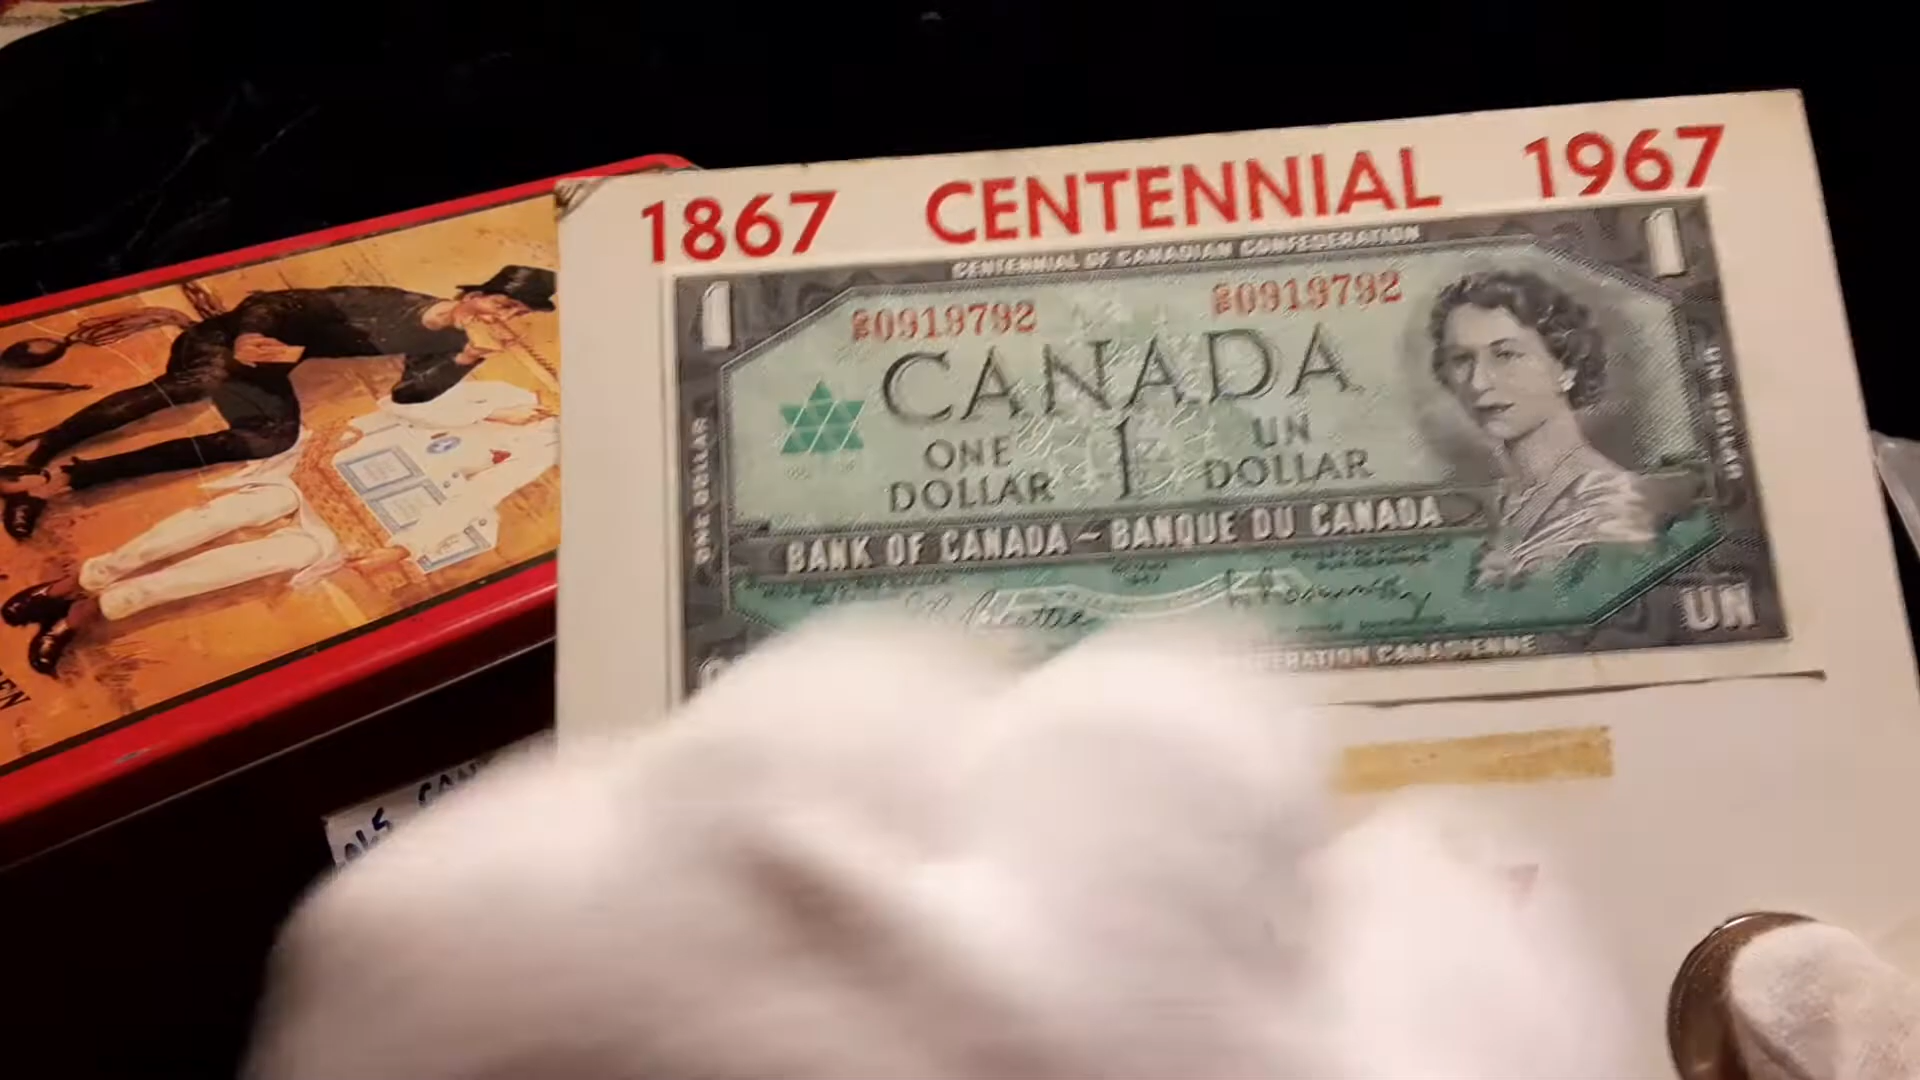 1867 CENTENNIAL 1967
CENTENNIAL OF CANADIAN CONFEDERATION
1 1
0919792 0919792
CANADA
ONE DOLLAR
1
UN DOLLAR
ONE DOLLAR
UN DOLLAR
BANK OF CANADA - BANQUE DU CANADA
UN
CANADIENNE